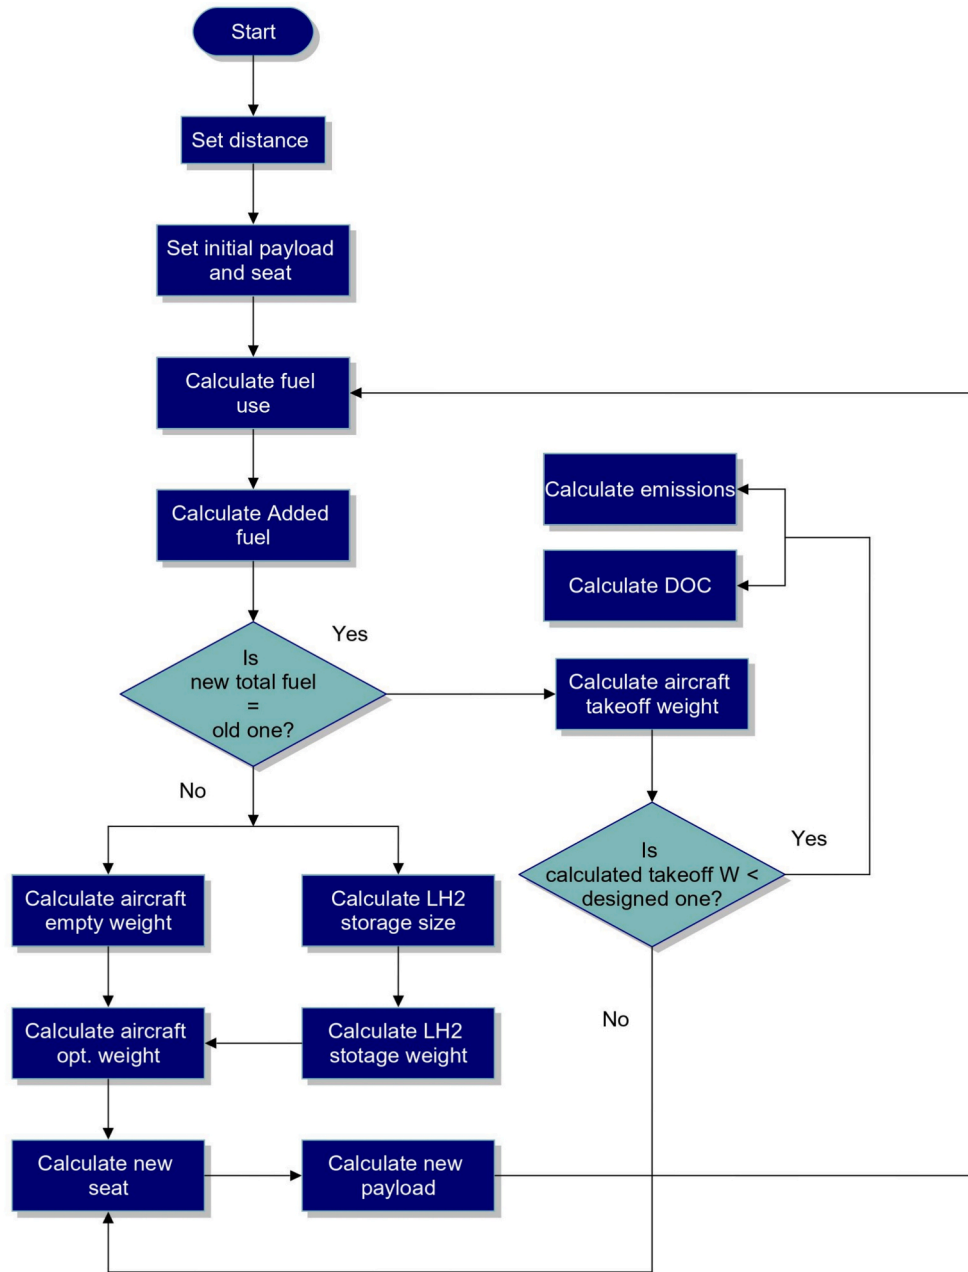 Start
Set distance
Set initial payload
and seat
Calculate fuel
use
Calculate Added
fuel
Is
new total fuel
=
old one?
Yes
No
Calculate emissions
Calculate DOC
Calculate aircraft
takeoff weight
Is
calculated takeoff W <
designed one?
Yes
No
Calculate aircraft
empty weight
Calculate LH2
storage size
Calculate aircraft
opt. weight
Calculate LH2
stotage weight
Calculate new
seat
Calculate new
payload